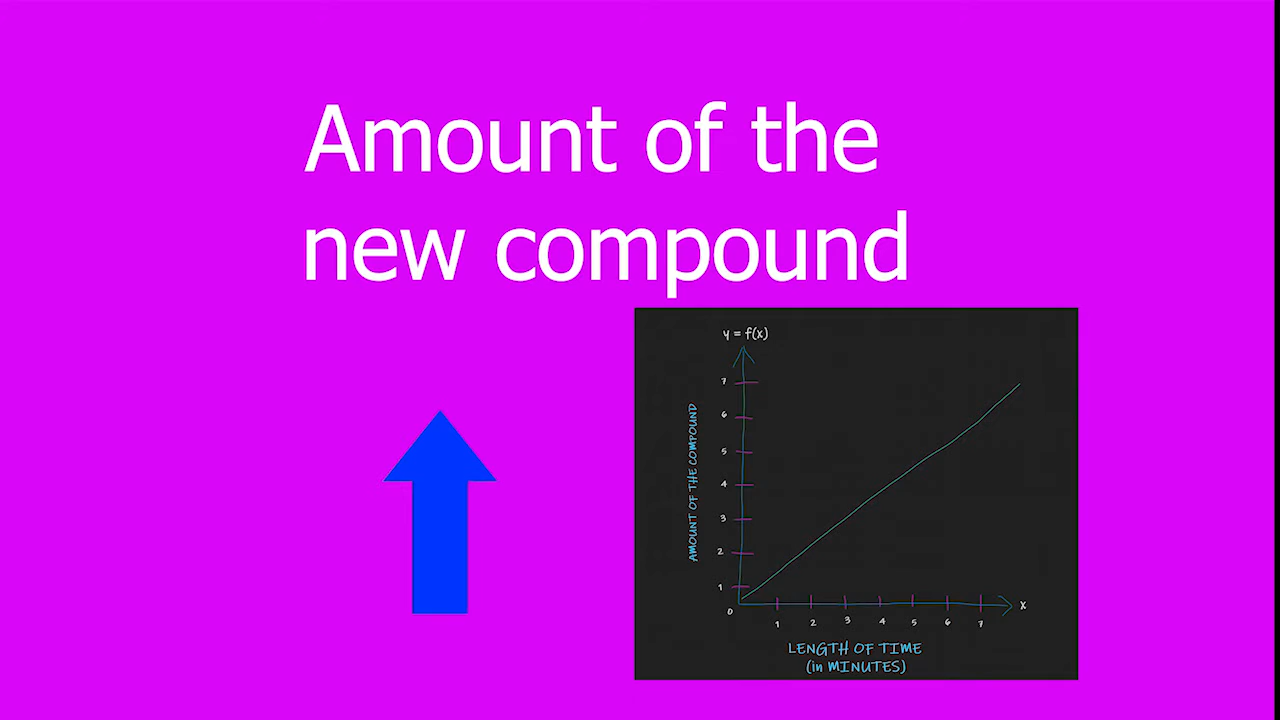 Amount of the
new compound
y = f(x)
7
6
5
4
3
2
1
0
AMOUNT OF THE COMPOUND
1 2 3 4 5 6 7
x
LENGTH OF TIME
(in MINUTES)